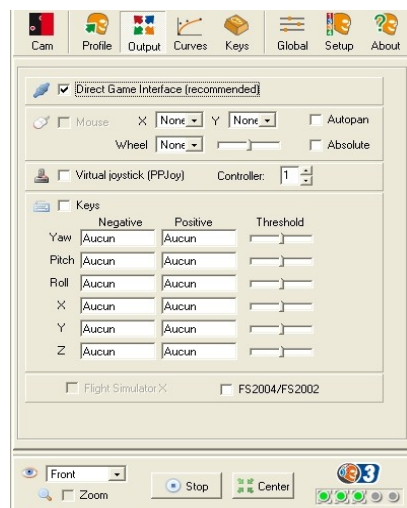 Cam Profile Output Curves Keys Global Setup About
Direct Game Interface (recommended)
Mouse X None Y None Autopan
Wheel None Absolute
Virtual joystick (PPJoy) Controller: 1
Keys
Negative Positive Threshold
Yaw Aucun Aucun
Pitch Aucun Aucun
Roll Aucun Aucun
X Aucun Aucun
Y Aucun Aucun
Z Aucun Aucun
Flight Simulator X FS2004/FS2002
Front
Zoom Stop Center 3